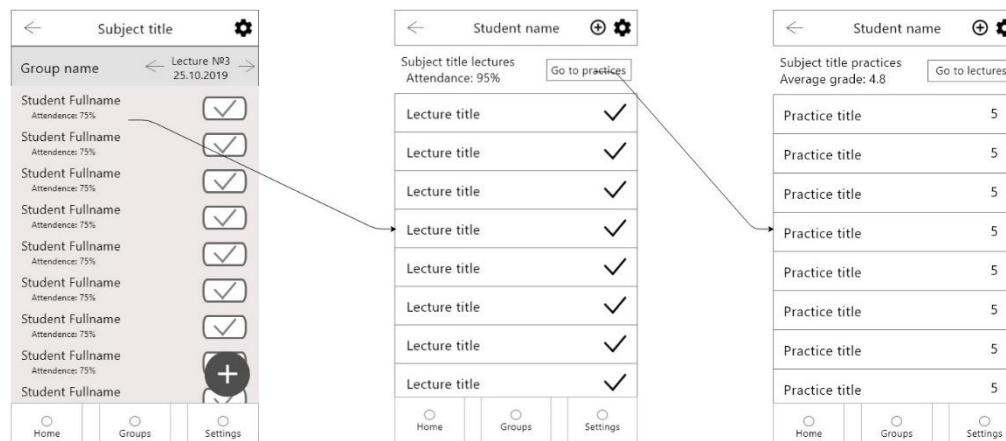 Subject title
Group name
Lecture №3
25.10.2019
Student Fullname
Attendence: 75%
Student Fullname
Attendence: 75%
Student Fullname
Attendence: 75%
Student Fullname
Attendence: 75%
Student Fullname
Attendence: 75%
Student Fullname
Attendence: 75%
Student Fullname
Attendence: 75%
Student Fullname
Attendence: 75%
Student Fullname
Home
Groups
Settings
Student name
Subject title lectures
Attendance: 95%
Go to practices
Lecture title
Lecture title
Lecture title
Lecture title
Lecture title
Lecture title
Lecture title
Lecture title
Home
Groups
Settings
Student name
Subject title practices
Average grade: 4.8
Go to lectures
Practice title 5
Practice title 5
Practice title 5
Practice title 5
Practice title 5
Practice title 5
Practice title 5
Practice title 5
Home
Groups
Settings